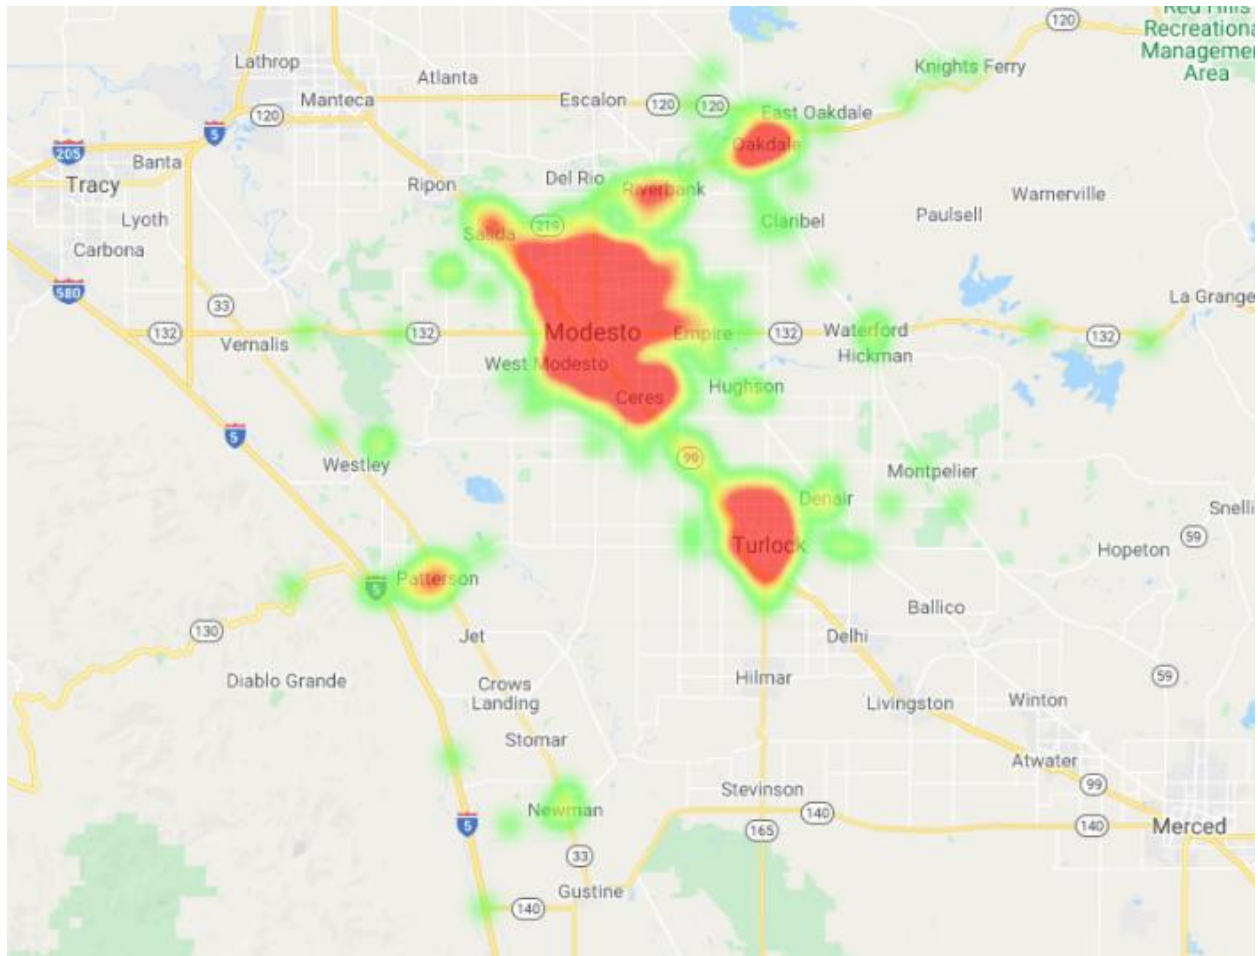 Red Hills
Recreationa
Managemen
Area
120
Knights Ferry
Lathrop
Atlanta
Manteca
Escalon
120
120
East Oakdale
120
5
Oakdale
205
Banta
Tracy
Ripon
Del Rio
Riverbank
Warnerville
Lyoth
Salida
219
Claribel
Paulsell
Carbona
580
33
La Grange
132
Vernalis
132
Modesto
Empire
132
Waterford
Hickman
132
West Modesto
Ceres
Hughson
5
Westley
99
Montpelier
Denair
Snelli
59
Turlock
Hopeton
Patterson
5
Ballico
130
Jet
Delhi
Diablo Grande
Crows
Landing
Hilmar
59
Livingston
Winton
Stomar
Atwater
Stevinson
99
Newman
140
5
165
140
Merced
33
Gustine
140